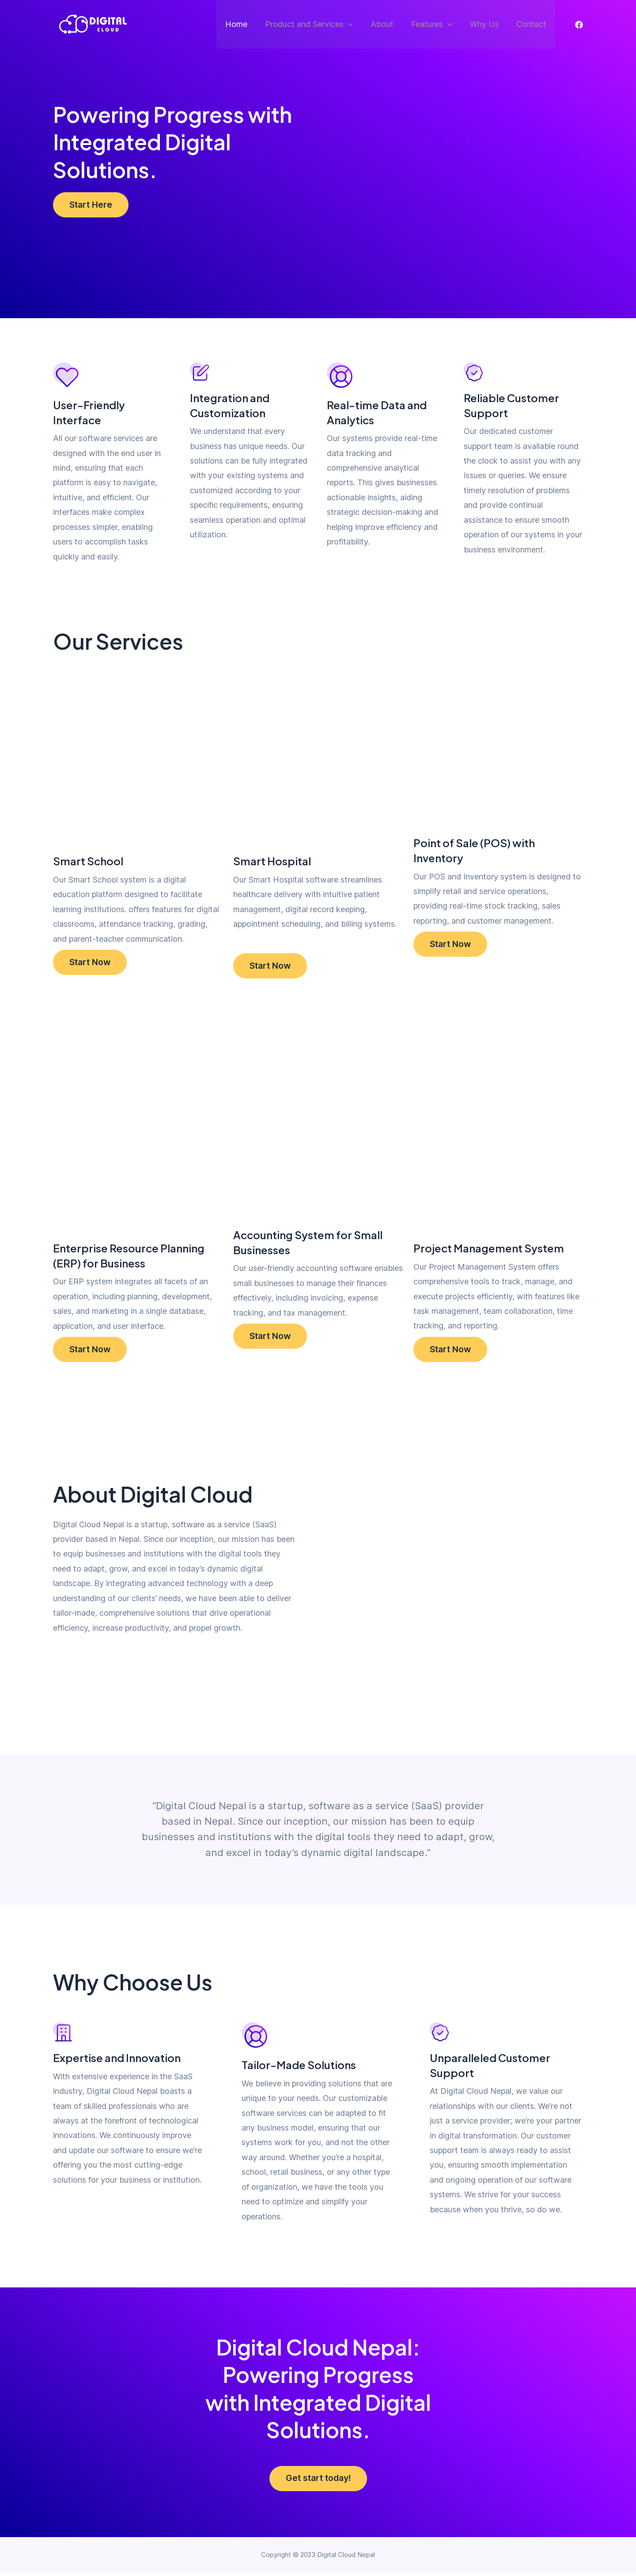 DIGITAL
CLOUD
Home
Product and Services
About
Features
Why Us
Contact
Powering Progress with
Integrated Digital
Solutions.
Start Here
User-Friendly
Interface
All our software services are
designed with the end user in
mind, ensuring that each
platform is easy to navigate,
intuitive, and efficient. Our
interfaces make complex
processes simpler, enabling
users to accomplish tasks
quickly and easily.
Integration and
Customization
We understand that every
business has unique needs. Our
solutions can be fully integrated
with your existing systems and
customized according to your
specific requirements, ensuring
seamless operation and optimal
utilization.
Real-time Data and
Analytics
Our systems provide real-time
data tracking and
comprehensive analytical
reports. This gives businesses
actionable insights, aiding
strategic decision-making and
helping improve efficiency and
profitability.
Reliable Customer
Support
Our dedicated customer
support team is available round
the clock to assist you with any
issues or queries. We ensure
timely resolution of problems
and provide continual
assistance to ensure smooth
operation of our systems in your
business environment.
Our Services
Smart School
Our Smart School system is a digital
education platform designed to facilitate
learning institutions. offers features for digital
classrooms, attendance tracking, grading,
and parent-teacher communication.
Start Now
Smart Hospital
Our Smart Hospital software streamlines
healthcare delivery with intuitive patient
management, digital record keeping,
appointment scheduling, and billing systems.
Start Now
Point of Sale (POS) with
Inventory
Our POS and Inventory system is designed to
simplify retail and service operations,
providing real-time stock tracking, sales
reporting, and customer management.
Start Now
Enterprise Resource Planning
(ERP) for Business
Our ERP system integrates all facets of an
operation, including planning, development,
sales, and marketing in a single database,
application, and user interface.
Start Now
Accounting System for Small
Businesses
Our user-friendly accounting software enables
small businesses to manage their finances
effectively, including invoicing, expense
tracking, and tax management.
Start Now
Project Management System
Our Project Management System offers
comprehensive tools to track, manage, and
execute projects efficiently, with features like
task management, team collaboration, time
tracking, and reporting.
Start Now
About Digital Cloud
Digital Cloud Nepal is a startup, software as a service (SaaS)
provider based in Nepal. Since our inception, our mission has been
to equip businesses and institutions with the digital tools they
need to adapt, grow, and excel in today's dynamic digital
landscape. By integrating advanced technology with a deep
understanding of our clients' needs, we have been able to deliver
tailor-made, comprehensive solutions that drive operational
efficiency, increase productivity, and propel growth.
"Digital Cloud Nepal is a startup, software as a service (SaaS) provider
based in Nepal. Since our inception, our mission has been to equip
businesses and institutions with the digital tools they need to adapt, grow,
and excel in today's dynamic digital landscape."
Why Choose Us
Expertise and Innovation
With extensive experience in the SaaS
industry, Digital Cloud Nepal boasts a
team of skilled professionals who are
always at the forefront of technological
innovations. We continuously improve
and update our software to ensure we're
offering you the most cutting-edge
solutions for your business or institution.
Tailor-Made Solutions
We believe in providing solutions that are
unique to your needs. Our customizable
software services can be adapted to fit
any business model, ensuring that our
systems work for you, and not the other
way around. Whether you're a hospital,
school, retail business, or any other type
of organization, we have the tools you
need to optimize and simplify your
operations.
Unparalleled Customer
Support
At Digital Cloud Nepal, we value our
relationships with our clients. We're not
just a service provider; we're your partner
in digital transformation. Our customer
support team is always ready to assist
you, ensuring smooth implementation
and ongoing operation of our software
systems. We strive for your success
because when you thrive, so do we.
Digital Cloud Nepal:
Powering Progress
with Integrated Digital
Solutions.
Get start today!
Copyright © 2023 Digital Cloud Nepal